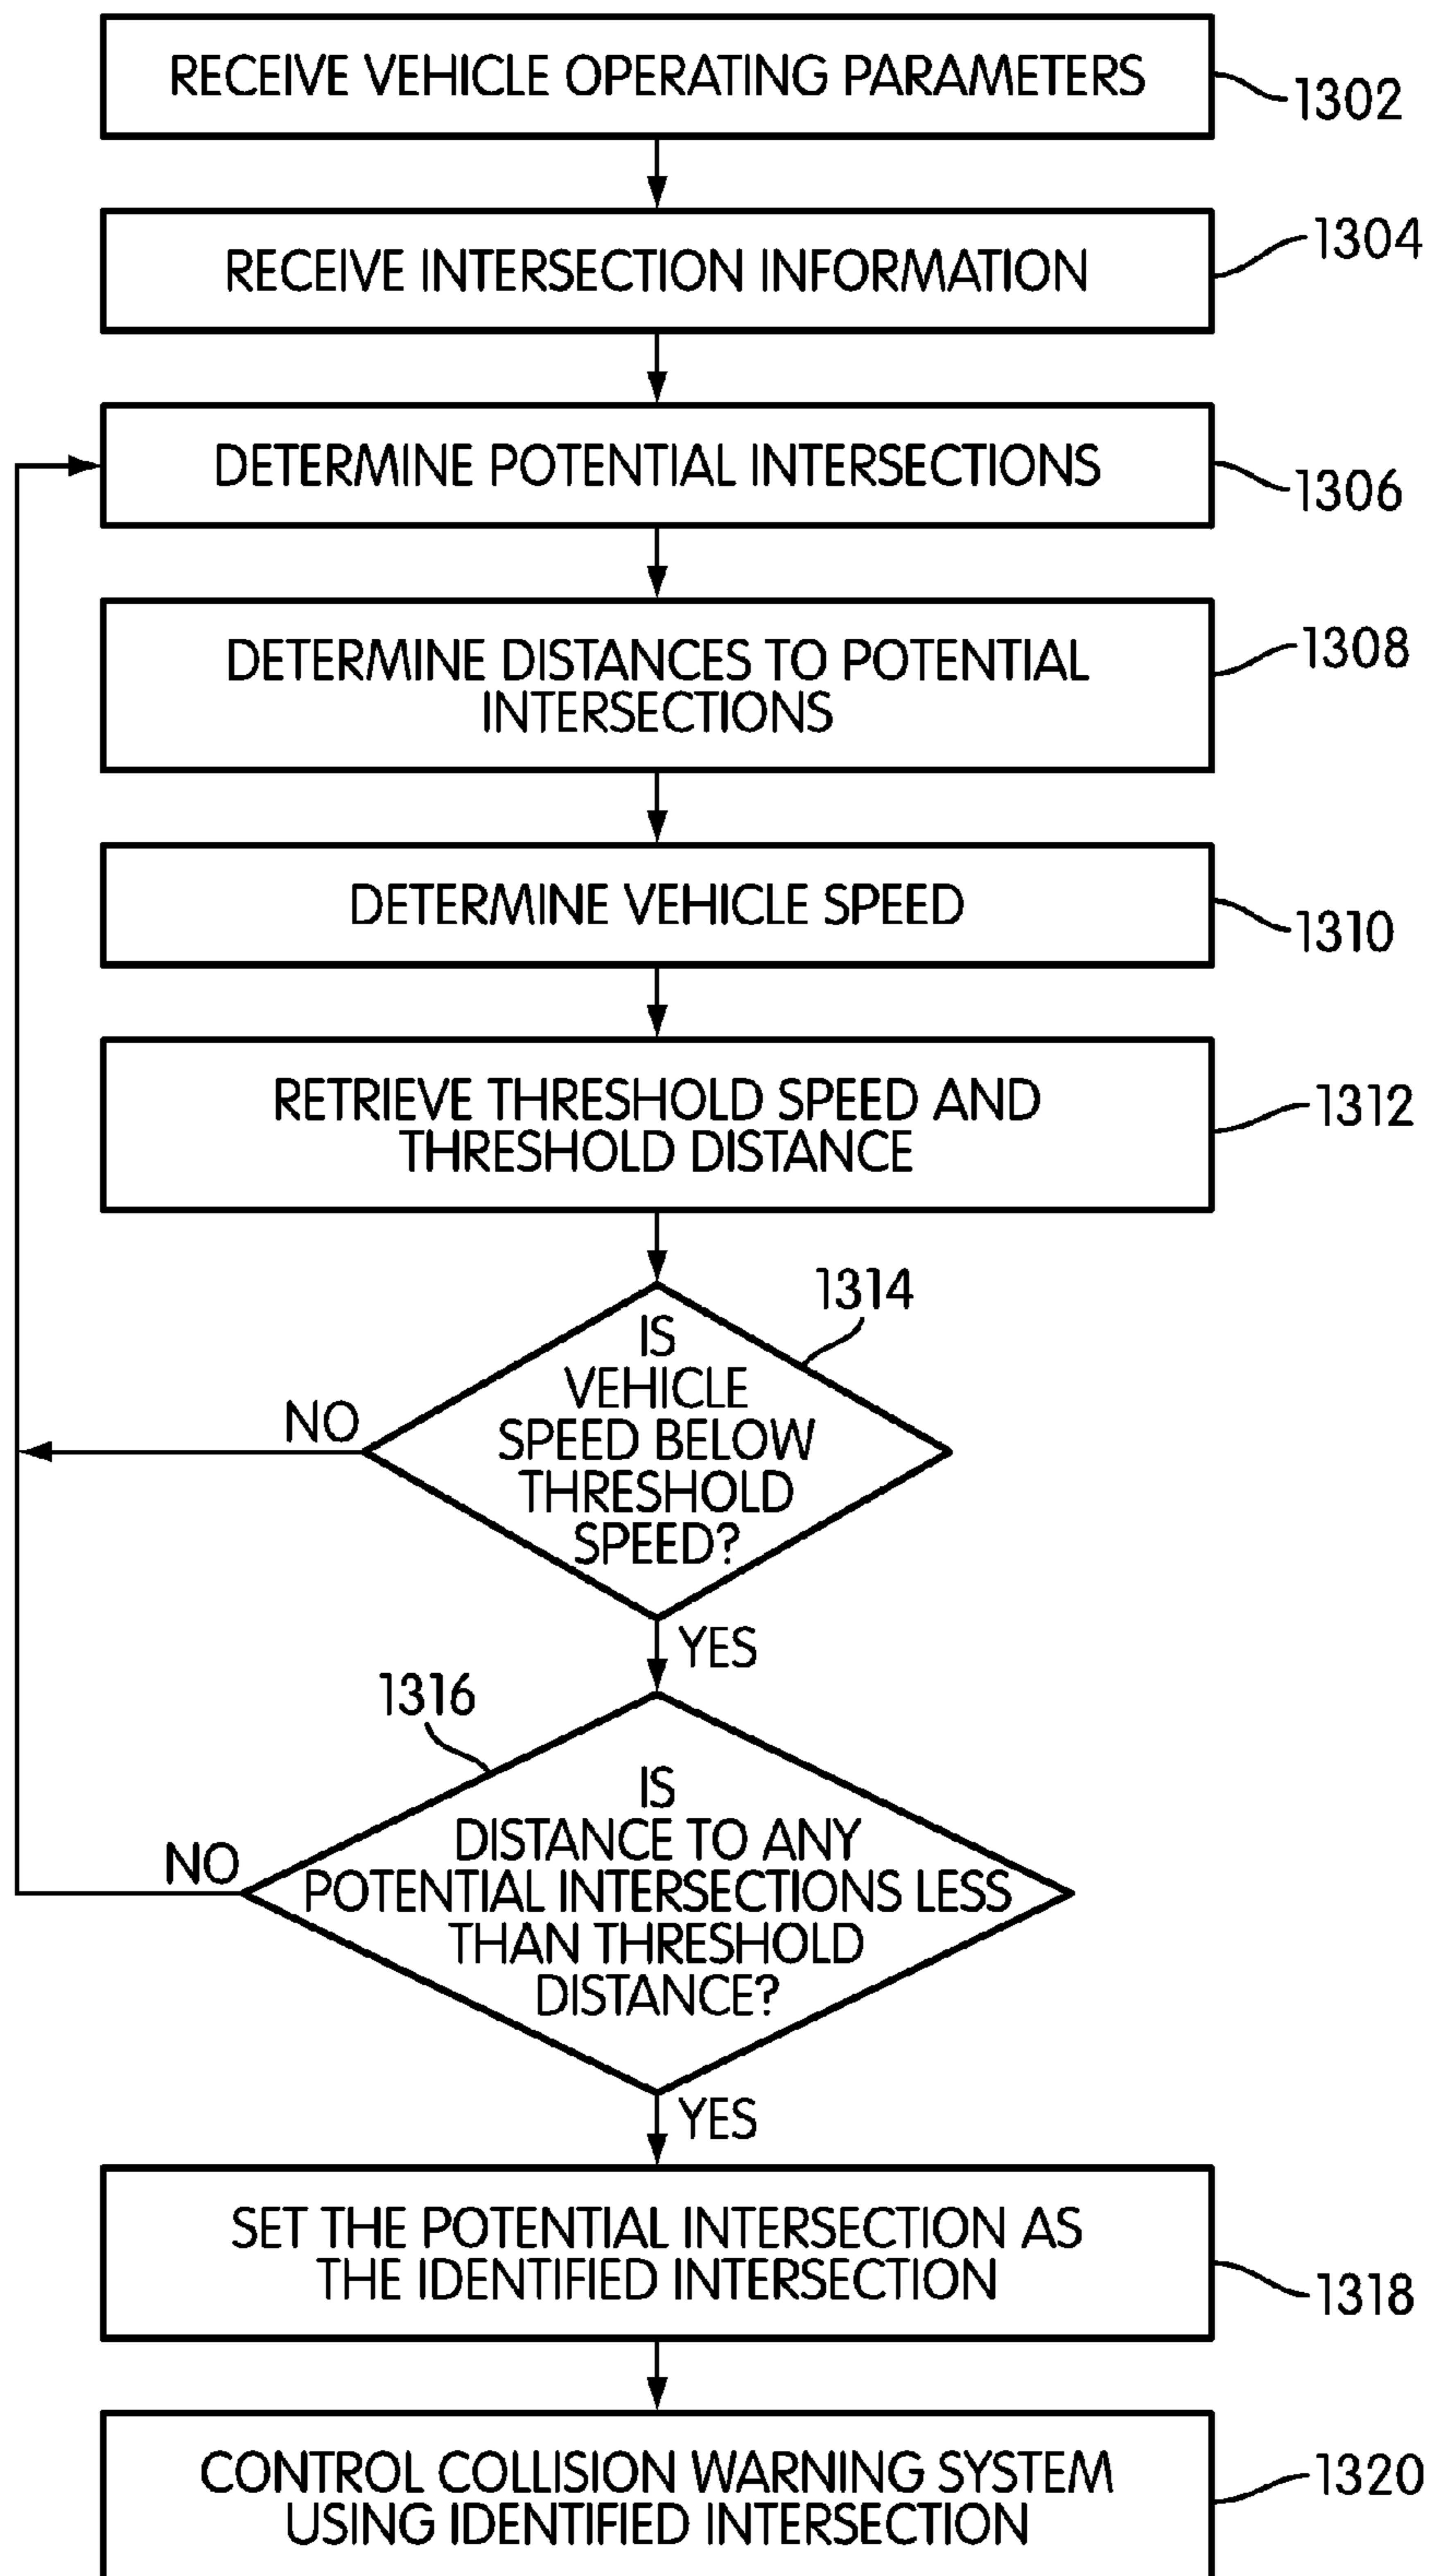 RECEIVE VEHICLE OPERATING PARAMETERS
1302
RECEIVE INTERSECTION INFORMATION
1304
DETERMINE POTENTIAL INTERSECTIONS
1306
DETERMINE DISTANCES TO POTENTIAL
INTERSECTIONS
1308
DETERMINE VEHICLE SPEED
1310
RETRIEVE THRESHOLD SPEED AND
THRESHOLD DISTANCE
1312
1314
IS
VEHICLE
SPEED BELOW
THRESHOLD
SPEED?
NO
YES
1316
IS
DISTANCE TO ANY
POTENTIAL INTERSECTIONS LESS
THAN THRESHOLD
DISTANCE?
NO
YES
SET THE POTENTIAL INTERSECTION AS
THE IDENTIFIED INTERSECTION
1318
CONTROL COLLISION WARNING SYSTEM
USING IDENTIFIED INTERSECTION
1320